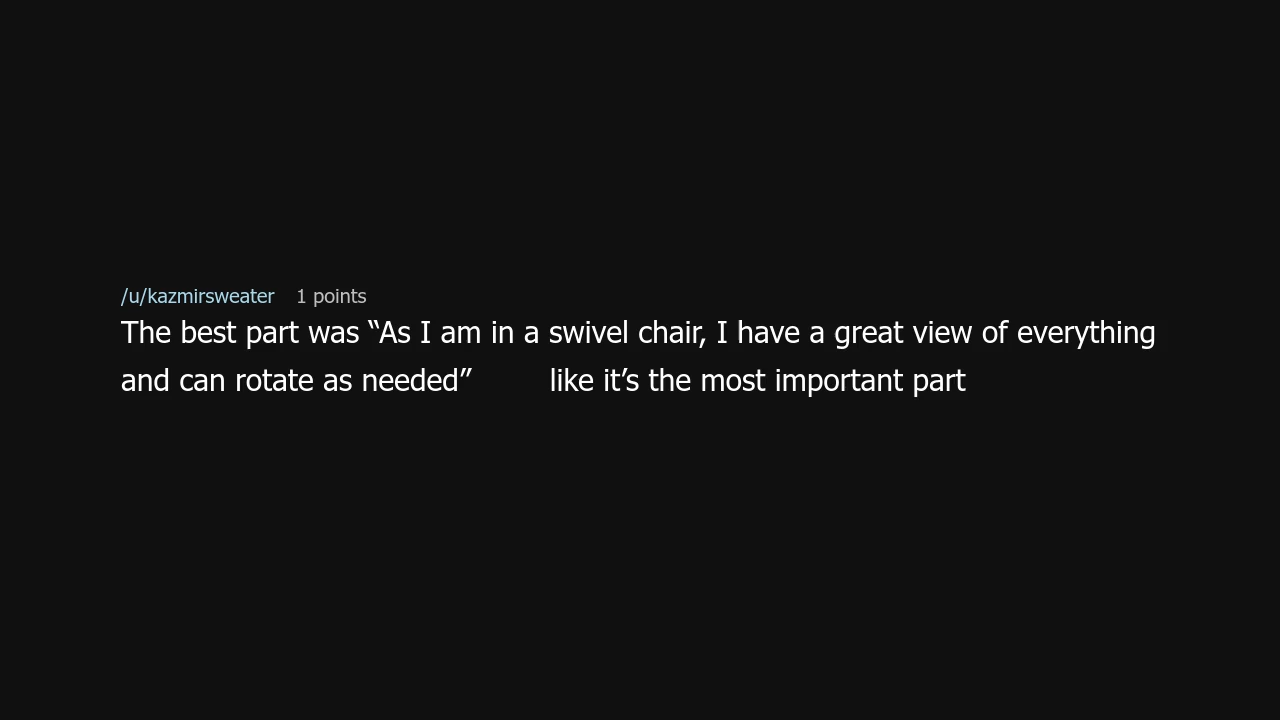 /u/kazmirsweater 1 points
The best part was “As I am in a swivel chair, I have a great view of everything
and can rotate as needed” like it’s the most important part